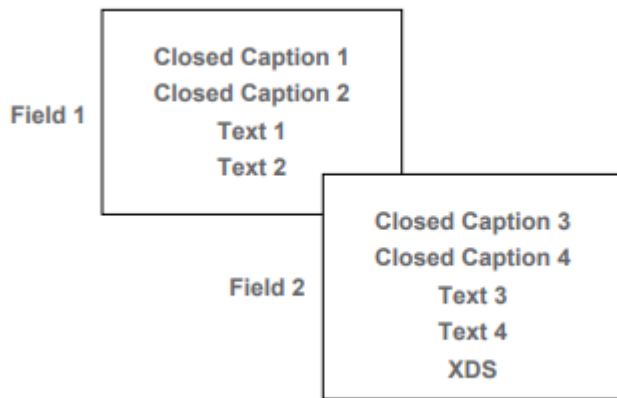 Closed Caption 1
Closed Caption 2
Field 1
Text 1
Text 2
Closed Caption 3
Closed Caption 4
Field 2
Text 3
Text 4
XDS